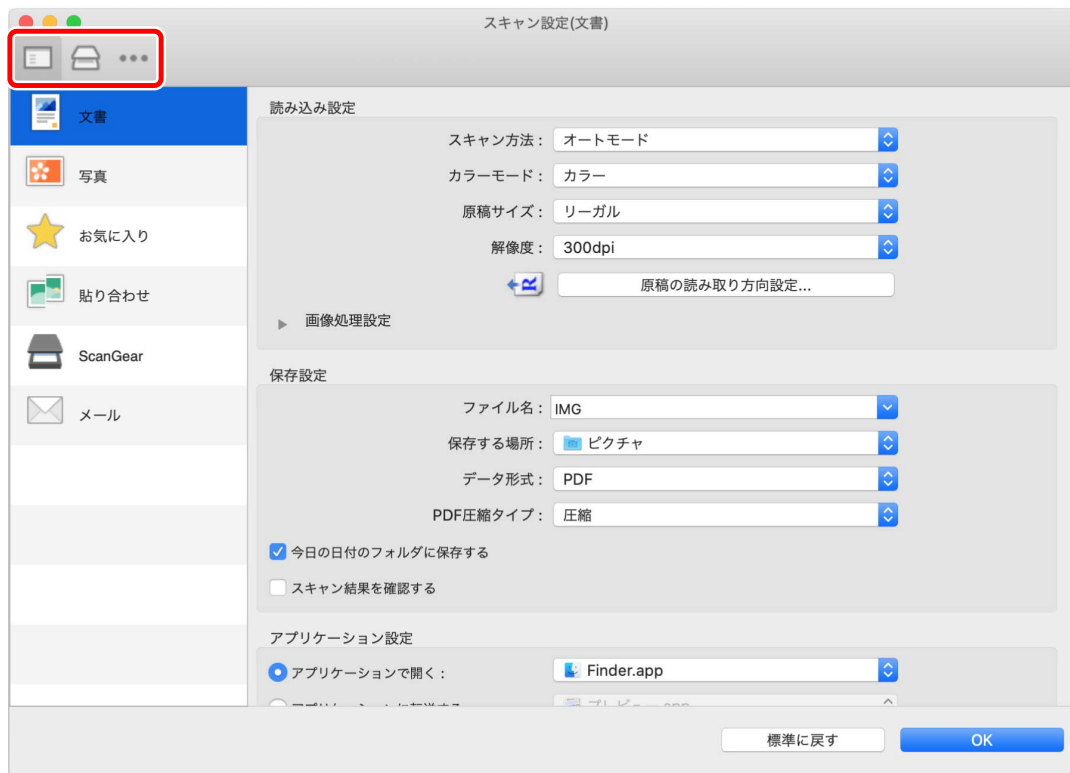 スキャン設定(文書)
文書
写真
お気に入り
貼り合わせ
ScanGear
メール
読み込み設定
スキャン方法： オートモード
カラーモード： カラー
原稿サイズ： リーガル
解像度： 300dpi
原稿の読み取り方向設定...
画像処理設定
保存設定
ファイル名： IMG
保存する場所： ピクチャ
データ形式： PDF
PDF圧縮タイプ： 圧縮
今日の日付のフォルダに保存する
スキャン結果を確認する
アプリケーション設定
アプリケーションで開く： Finder.app
標準に戻す
OK